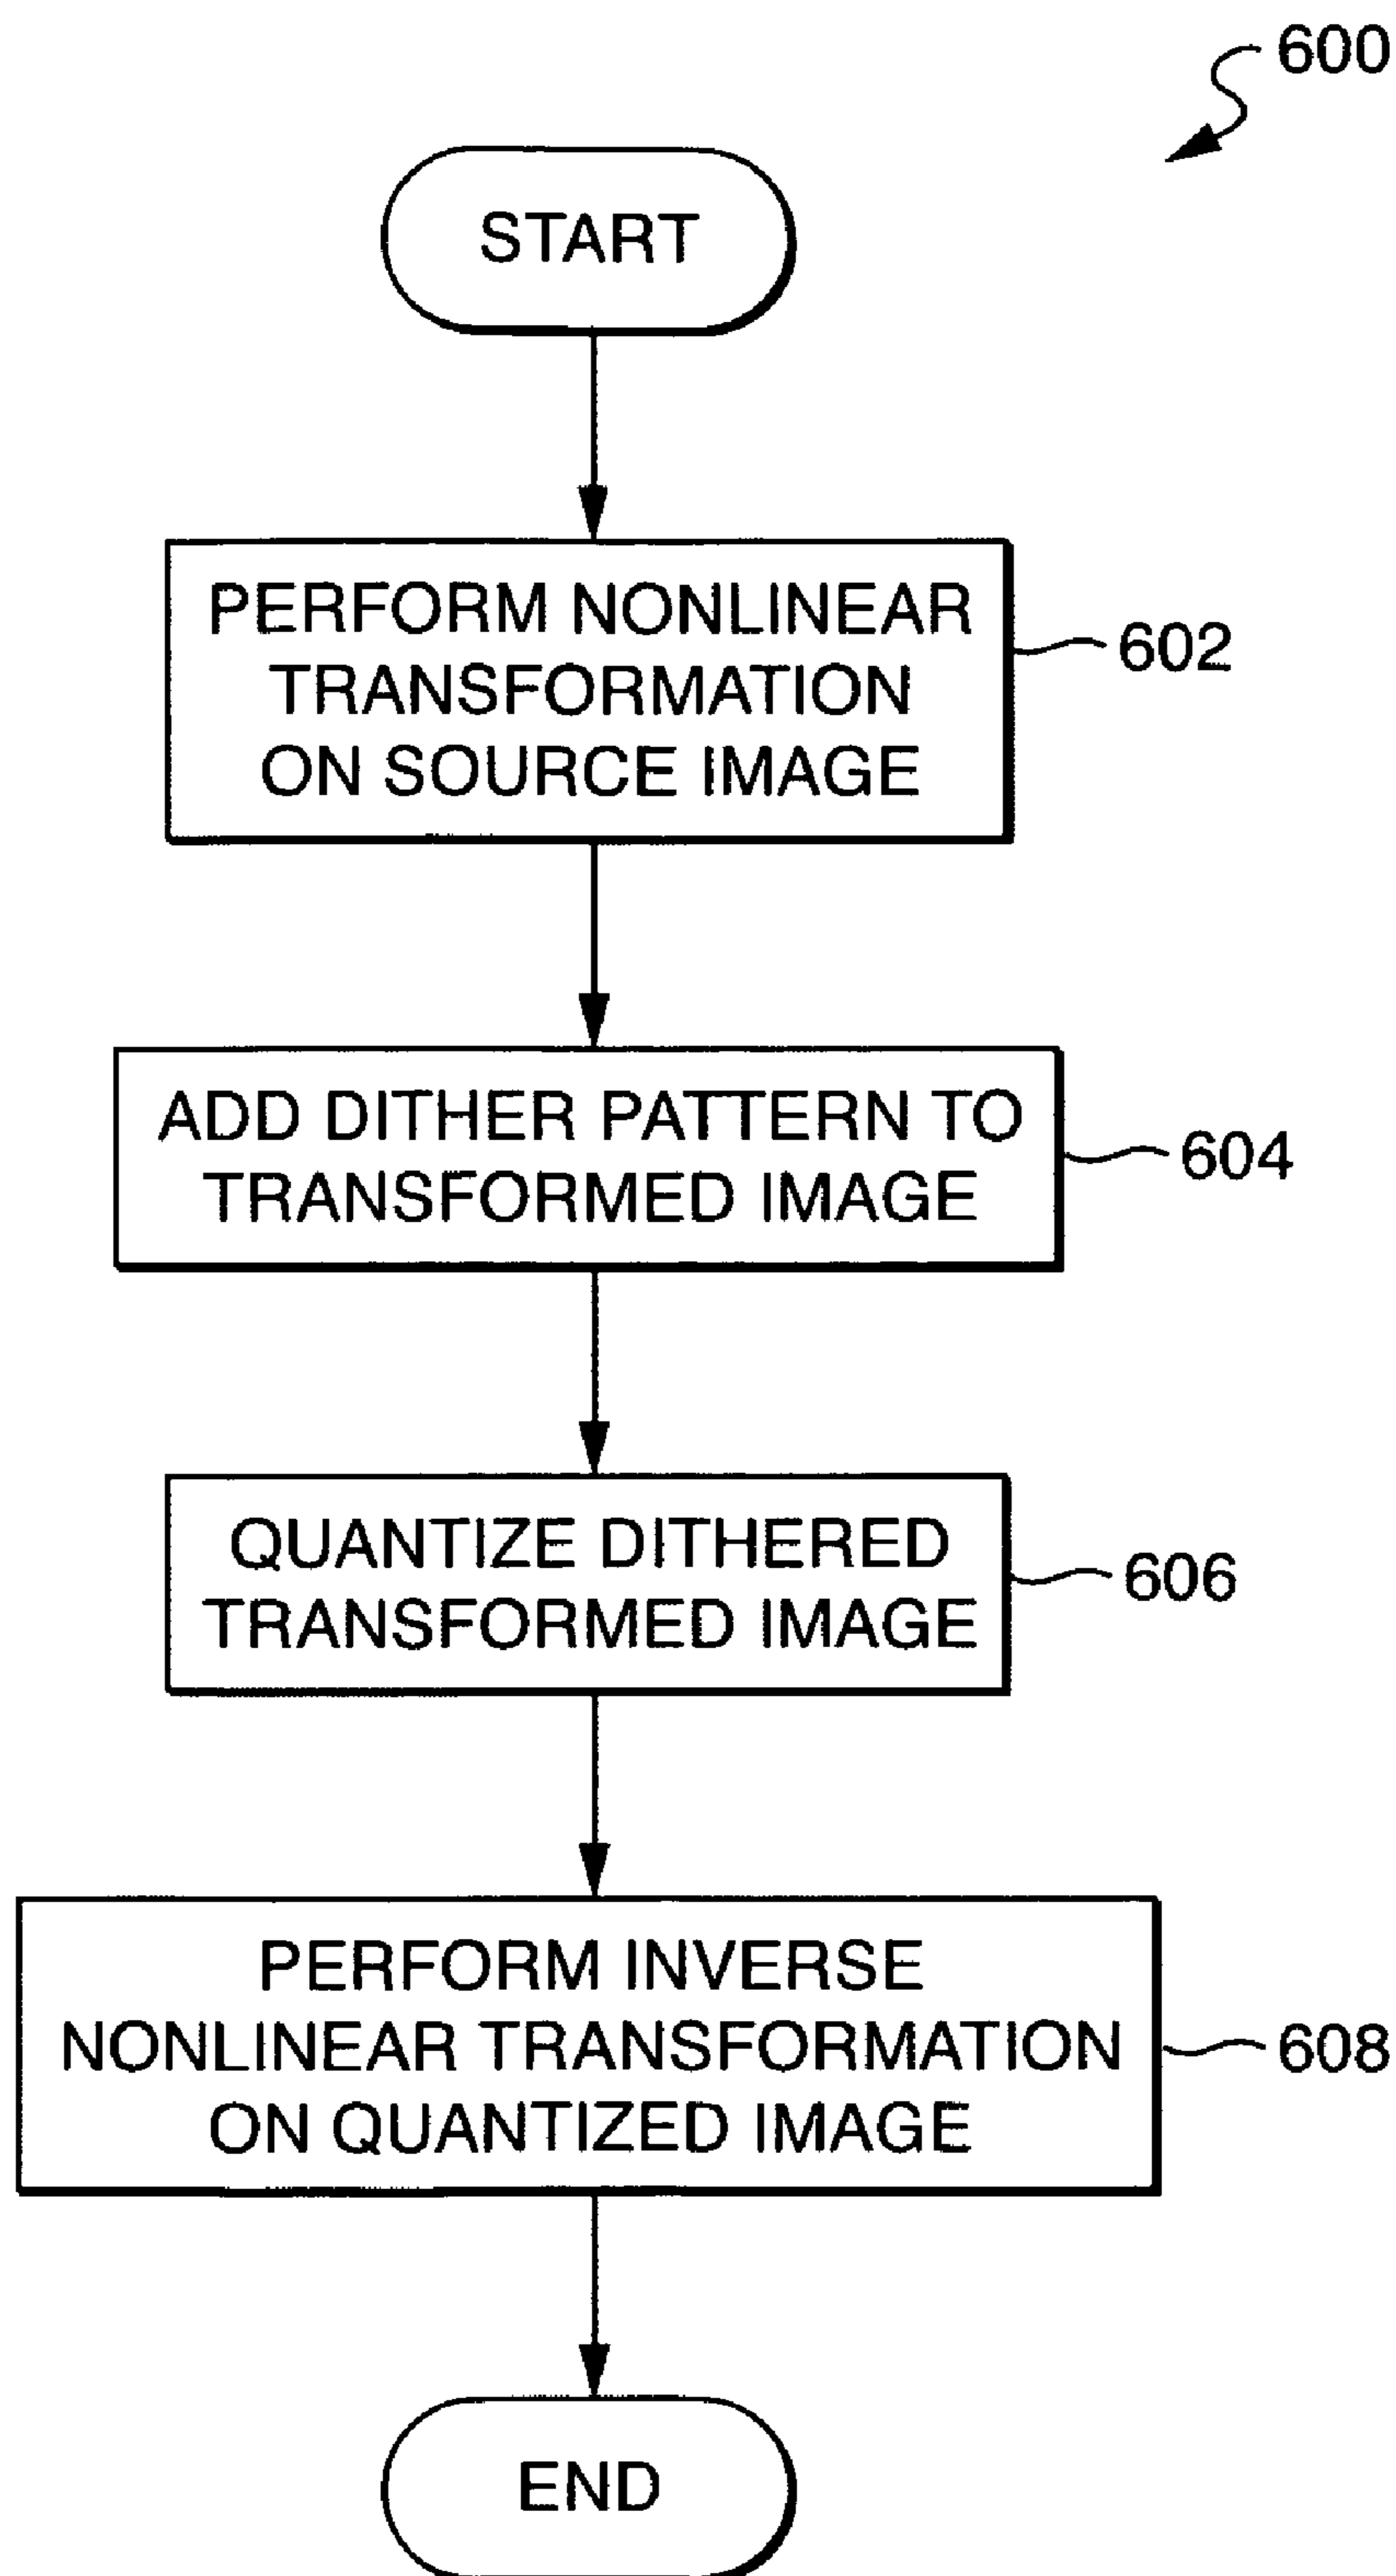 600
START
PERFORM NONLINEAR
TRANSFORMATION
ON SOURCE IMAGE
602
ADD DITHER PATTERN TO
TRANSFORMED IMAGE
604
QUANTIZE DITHERED
TRANSFORMED IMAGE
606
PERFORM INVERSE
NONLINEAR TRANSFORMATION
ON QUANTIZED IMAGE
608
END